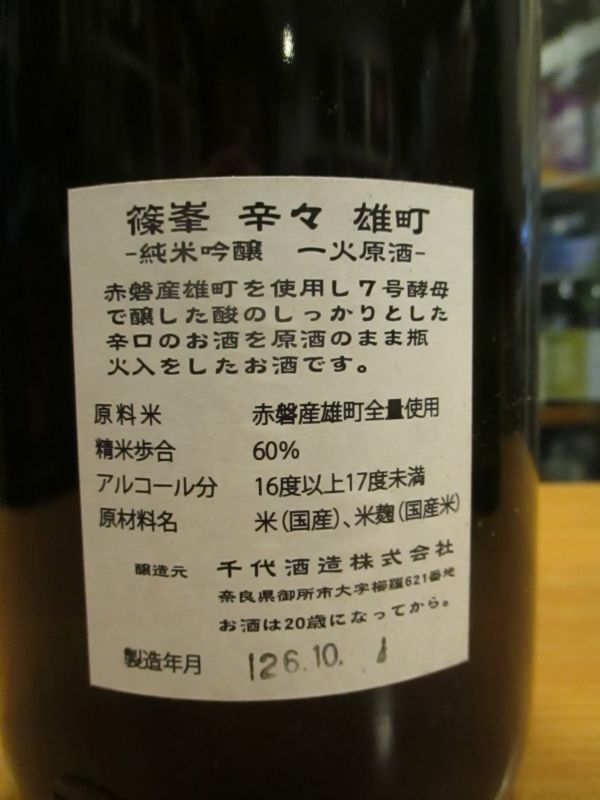 篠峯 辛々 雄町
-純米吟醸 一火原酒-
赤磐産雄町を使用し7号酵母
で醸した酸のしっかりとした
辛口のお酒を原酒のまま瓶
火入をしたお酒です。
原料米 赤磐産雄町全量使用
精米歩合 60%
アルコール分 16度以上17度未満
原材料名 米(国産)、米麹(国産米)
醸造元 千代酒造株式会社
奈良県御所市大字櫛羅621番地
お酒は20歳になってから。
製造年月 126.10. 1